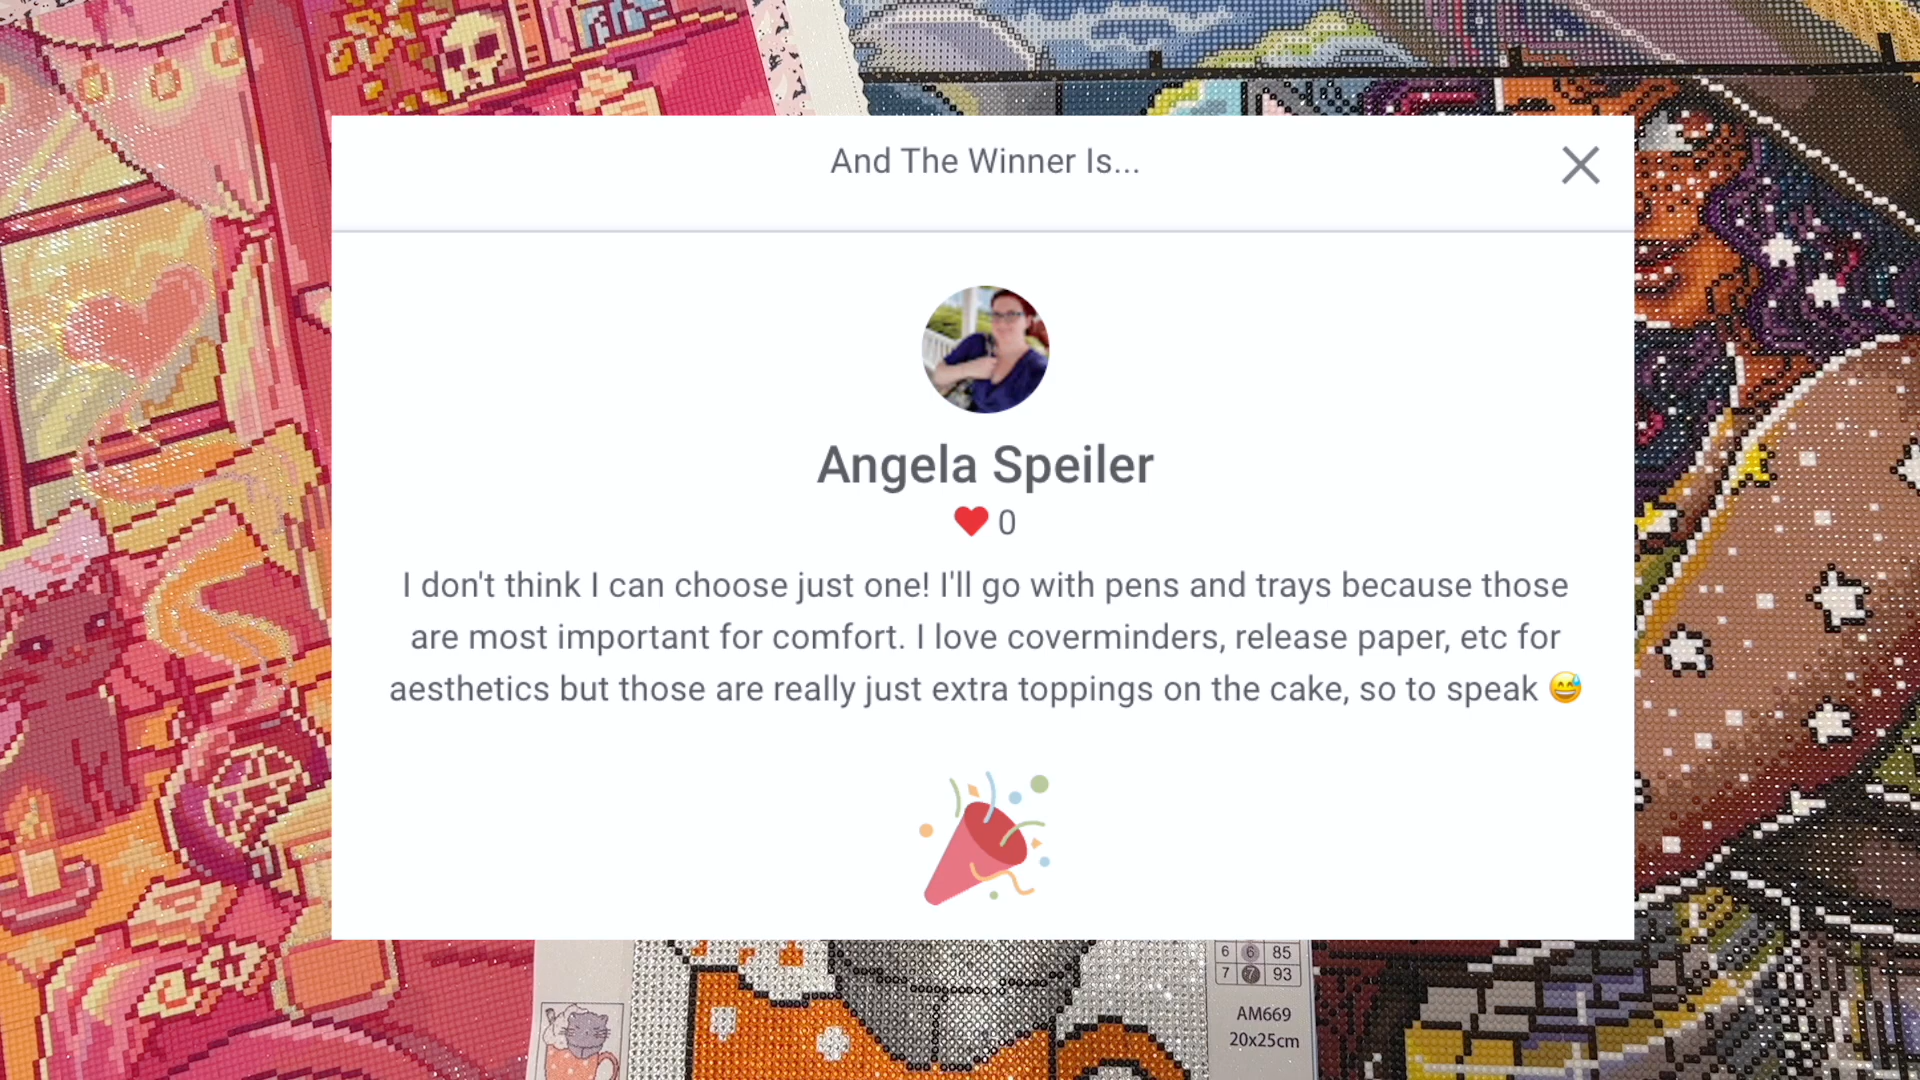 And The Winner Is...
Angela Speiler
❤️ 0
I don't think I can choose just one! I'll go with pens and trays because those
are most important for comfort. I love coverminders, release paper, etc for
aesthetics but those are really just extra toppings on the cake, so to speak 😅
6 6 85
7 7 93
AM669
20x25cm